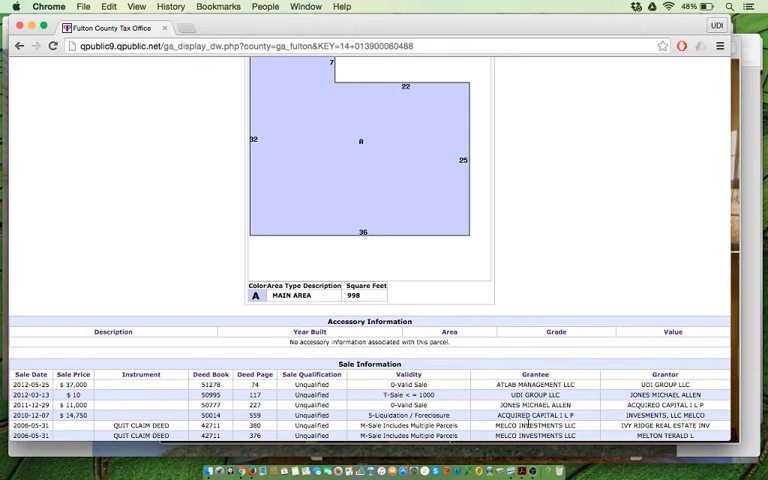 Chrome File Edit View History Bookmarks People Window Help 48%
Fulton County Tax Office UDI
qpublic9.qpublic.net/ga_display_dw.php?county=ga_fulton&KEY=14+013900060488
7
22
32
A
25
36
Color Area Type Description Square Feet
A MAIN AREA 998
Accessory Information
Description Year Built Area Grade Value
No accessory information associated with this parcel.
Sale Information
Sale Date Sale Price Instrument Deed Book Deed Page Sale Qualification Validity Grantee Grantor
2012-05-25 $ 37,000 51278 74 Unqualified 0-Valid Sale ATLAB MANAGEMENT LLC UDI GROUP LLC
2012-03-13 $ 10 50995 117 Unqualified T-Sale < = 1000 UDI GROUP LLC JONES MICHAEL ALLEN
2011-12-29 $ 11,000 50777 227 Unqualified 0-Valid Sale JONES MICHAEL ALLEN ACQUIRED CAPITAL I L P
2010-12-07 $ 14,750 50014 559 Unqualified 5-Liquidation / Foreclosure ACQUIRED CAPITAL I L P INVESMENTS, LLC MELCO
2006-05-31 QUIT CLAIM DEED 42711 380 Unqualified M-Sale Includes Multiple Parcels MELCO INVESTMENTS LLC IVY RIDGE REAL ESTATE INV
2006-05-31 QUIT CLAIM DEED 42711 376 Unqualified M-Sale Includes Multiple Parcels MELCO INVESTMENTS LLC MELTON TERALD L